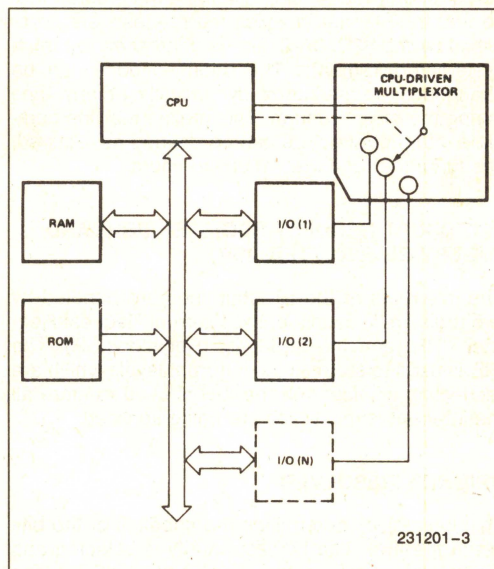 CPU
CPU-DRIVEN
MULTIPLEXOR
RAM
I/O (1)
ROM
I/O (2)
I/O (N)
231201-3